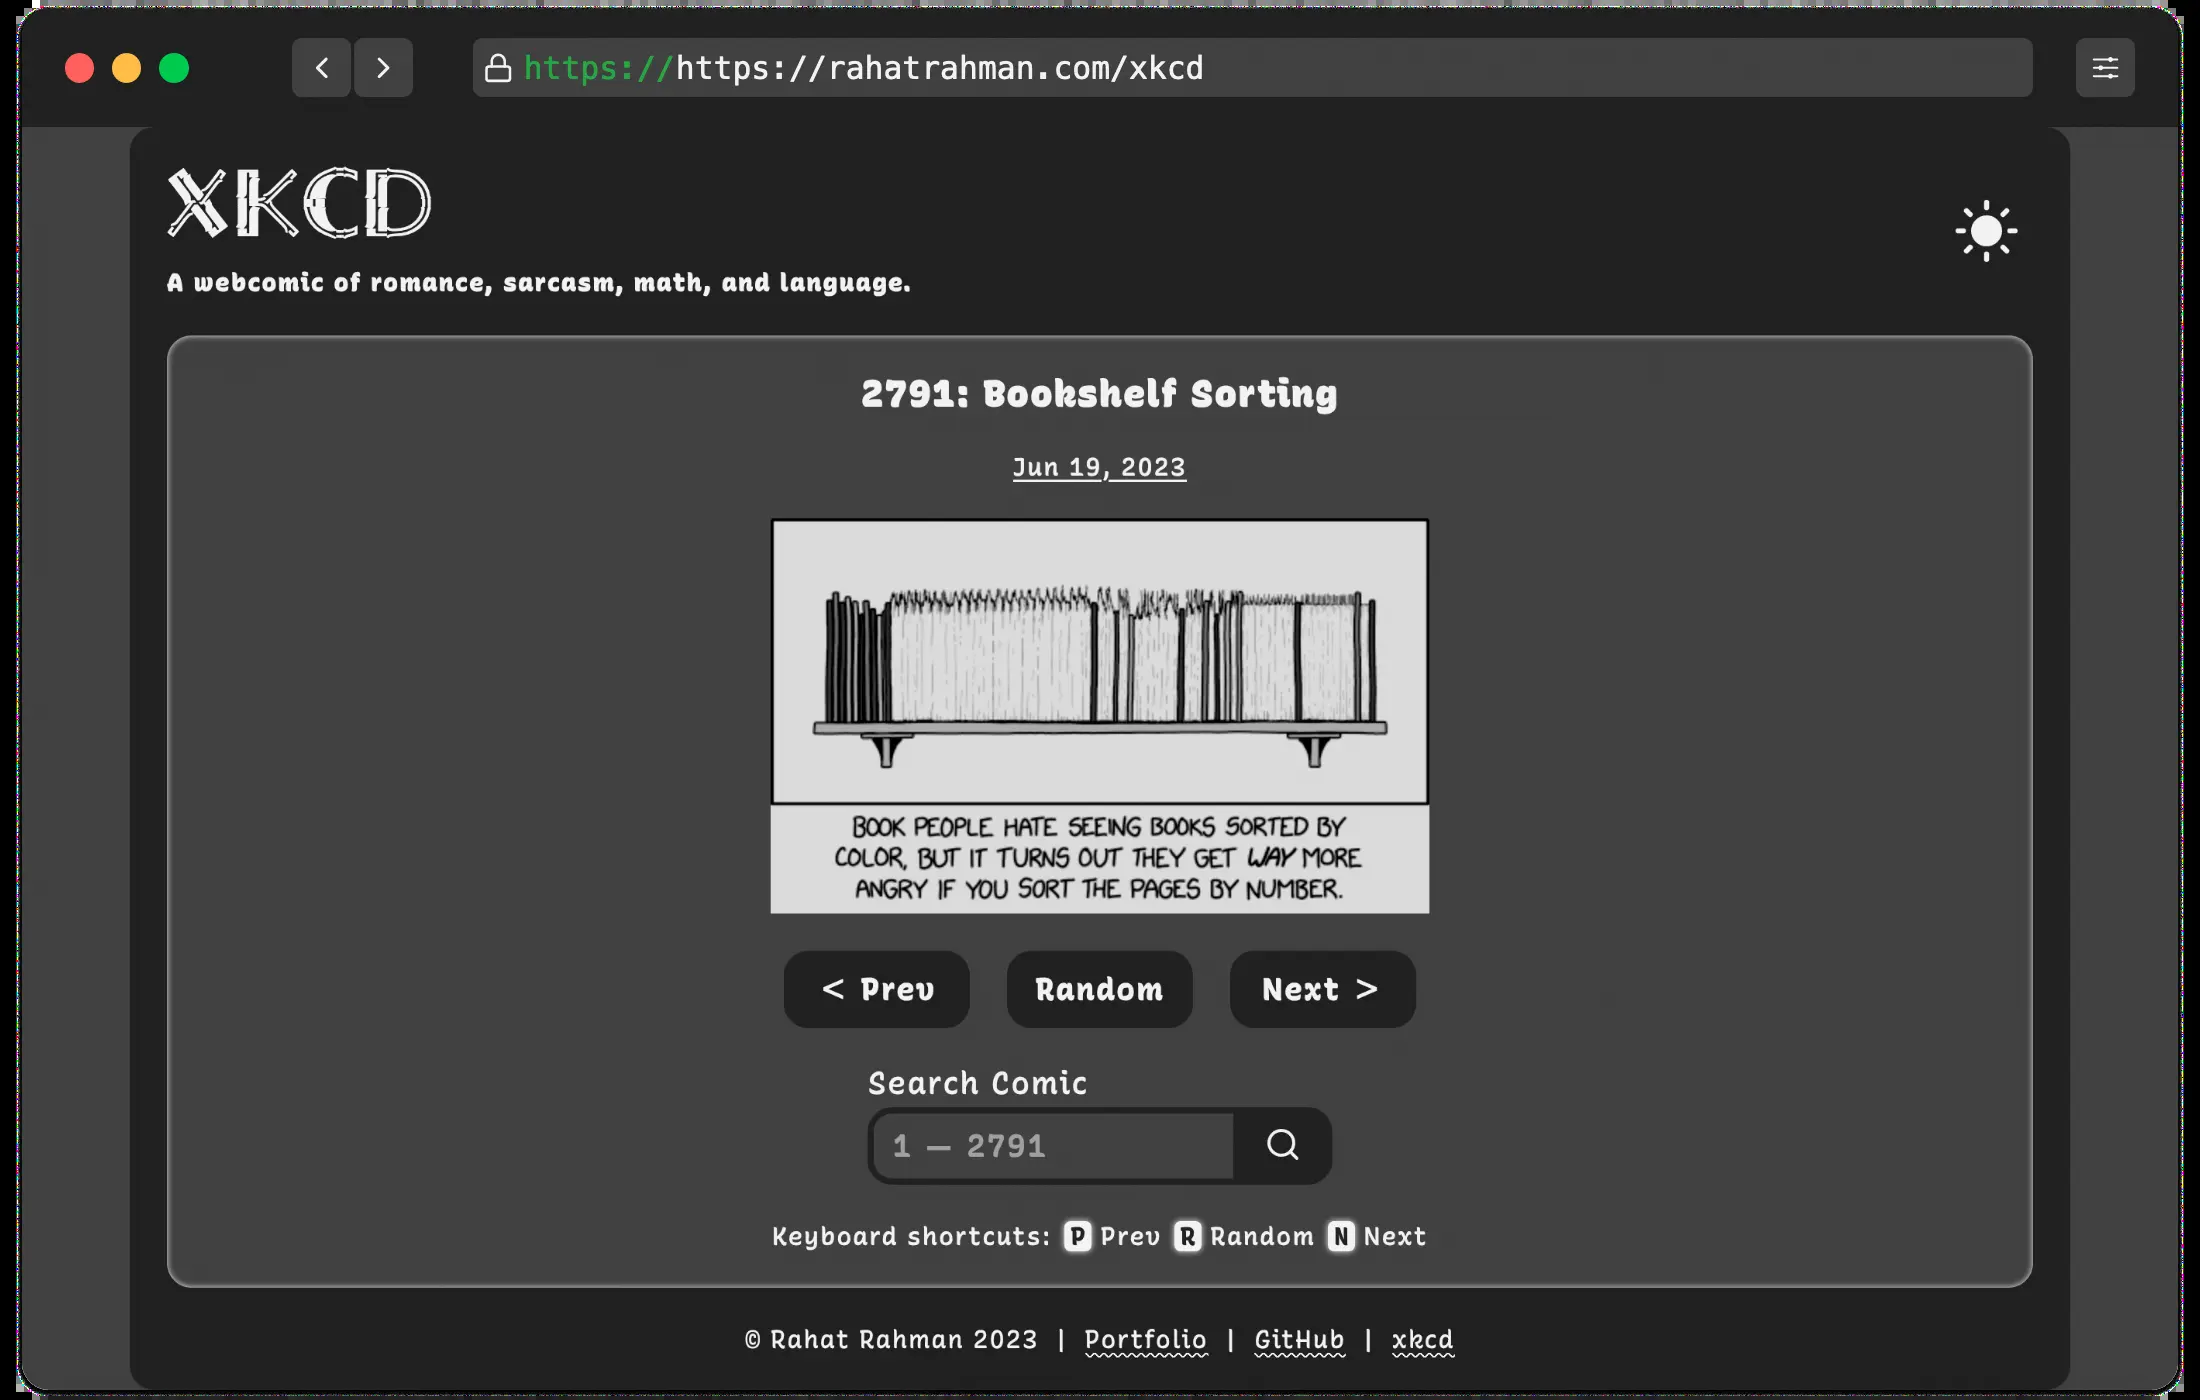 https://https://rahatrahman.com/xkcd
XKCD
A webcomic of romance, sarcasm, math, and language.
2791: Bookshelf Sorting
Jun 19, 2023
BOOK PEOPLE HATE SEEING BOOKS SORTED BY
COLOR, BUT IT TURNS OUT THEY GET WAY MORE
ANGRY IF YOU SORT THE PAGES BY NUMBER.
< Prev Random Next >
Search Comic
1 – 2791
Keyboard shortcuts: P Prev R Random N Next
© Rahat Rahman 2023 | Portfolio | GitHub | xkcd